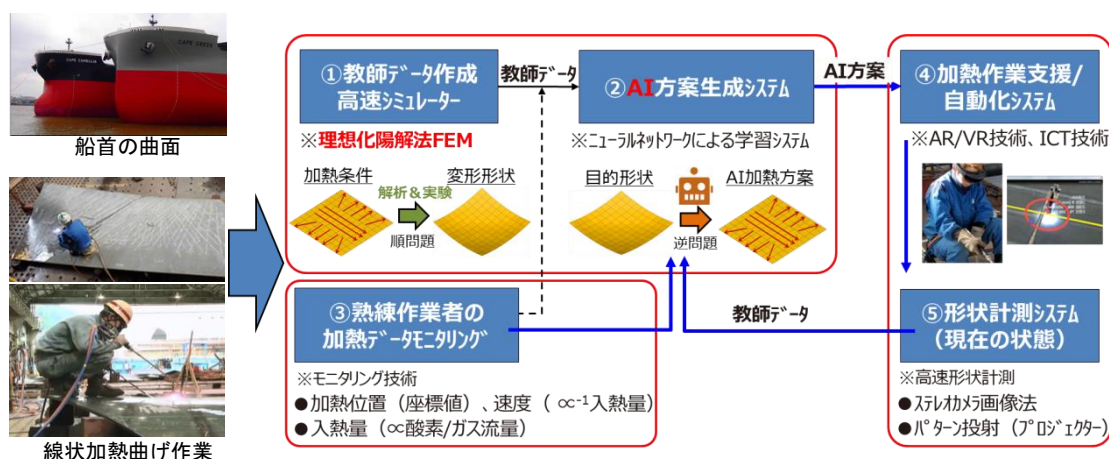 CAPE CAMELLIA
CAPE GREEN
船首の曲面
線状加熱曲げ作業
①教師ﾃﾞｰﾀ作成
高速シミュレーター
教師ﾃﾞｰﾀ
②AI方案生成ｼｽﾃﾑ
AI方案
④加熱作業支援/
自動化システム
※理想化陽解法FEM
※ニューラルネットワークによる学習システム
※AR/VR技術、ICT技術
加熱条件
解析&実験
変形形状
順問題
目的形状
AI加熱方案
逆問題
③熟練作業者の
加熱ﾃﾞｰﾀﾓﾆﾀﾘﾝｸﾞ
教師データ
⑤形状計測ｼｽﾃﾑ
（現在の状態）
※モニタリング技術
●加熱位置（座標値）、速度（ ∝⁻¹入熱量）
●入熱量（∝酸素/ガス流量）
※高速形状計測
●ｽﾃﾚｵｶﾒﾗ画像法
●ﾊﾟﾀｰﾝ投射（ﾌﾟﾛｼﾞｪｸﾀｰ）